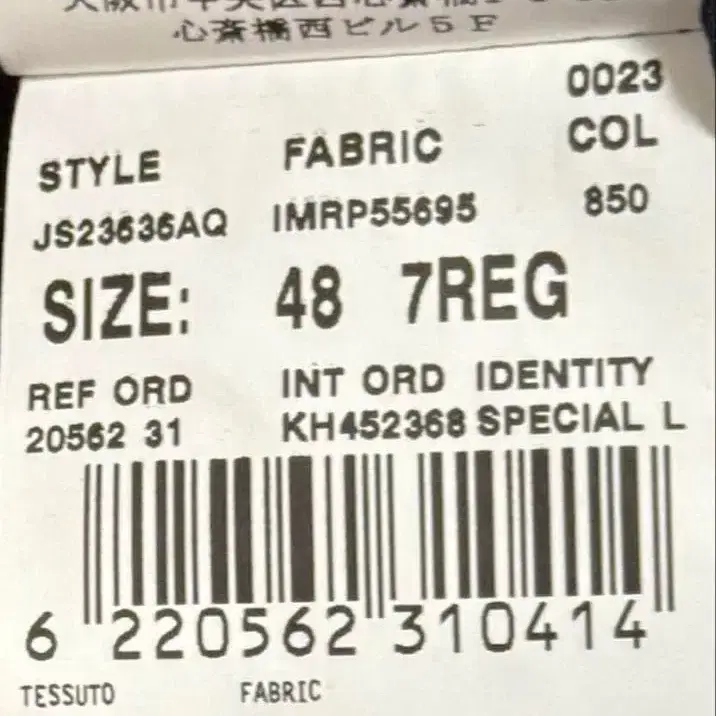 心斎橋西ビル5F
0023
STYLE FABRIC COL
JS23636AQ IMRP55695 850
SIZE: 48 7REG
REF ORD INT ORD IDENTITY
20562 31 KH452368 SPECIAL L
6 220562 310414
TESSUTO FABRIC